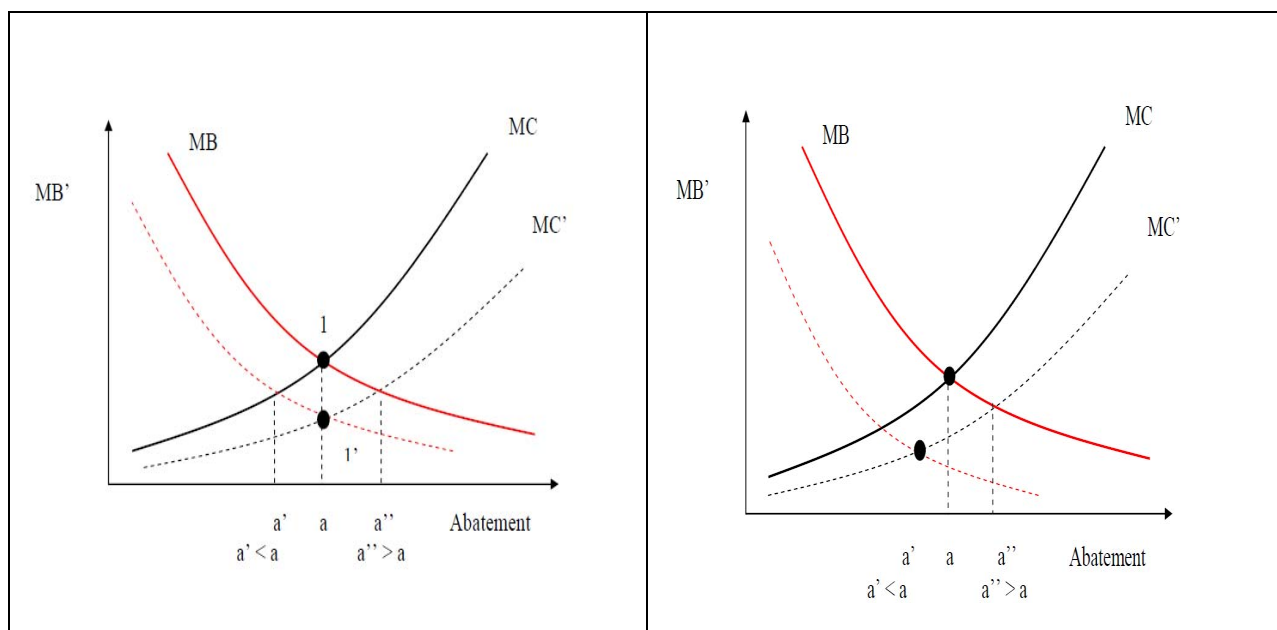 MB
MC
MB’
MC’
1
1’
a’ a a’’ Abatement
a’ < a a’’ > a
MB
MC
MB’
MC’
a’ a a’’ Abatement
a’ < a a’’ > a